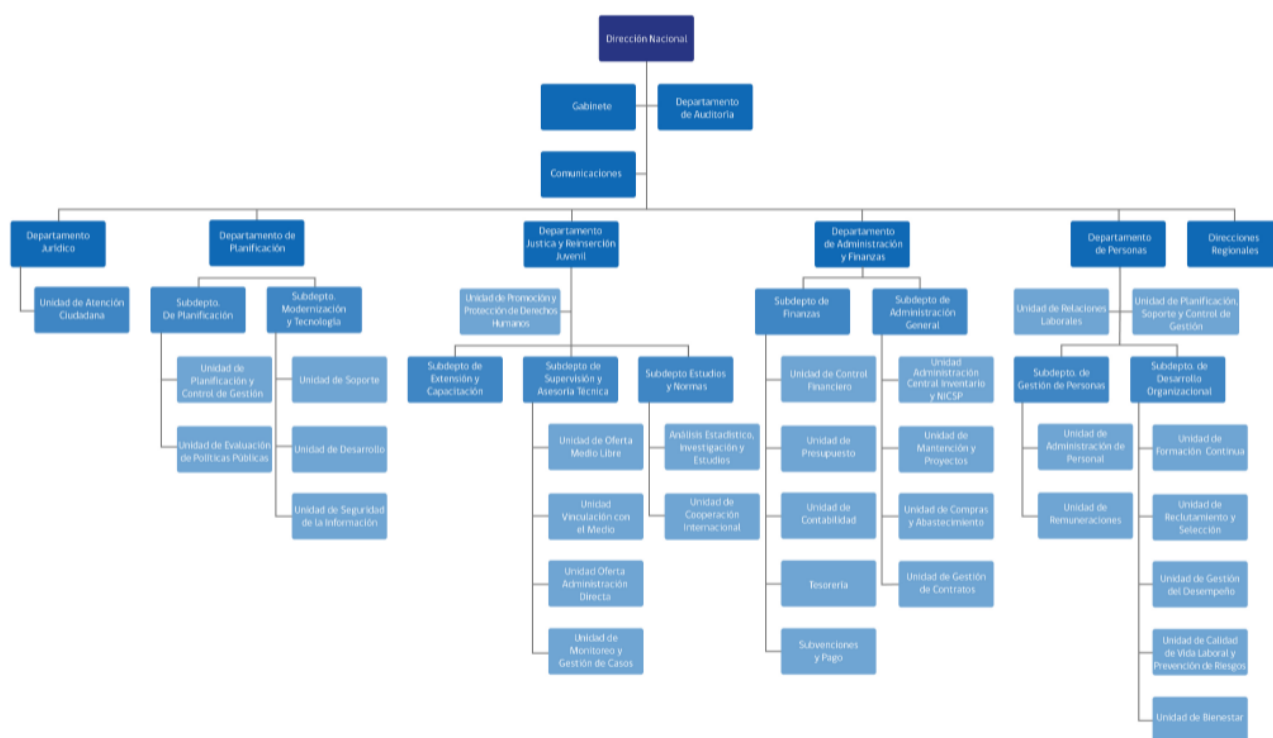 Dirección Nacional
Gabinete
Departamento
de Auditoría
Comunicaciones
Departamento
Jurídico
Departamento de
Planificación
Departamento
Justica y Reinserción
Juvenil
Departamento
de Administración
y Finanzas
Departamento
de Personas
Direcciones
Regionales
Unidad de Atención
Ciudadana
Subdepto.
De Planificación
Subdepto.
Modernización
y Tecnología
Unidad de Promoción y
Protección de Derechos
Humanos
Subdepto de
Finanzas
Subdepto de
Administración
General
Unidad de Relaciones
Laborales
Unidad de Planificación,
Soporte y Control de
Gestión
Unidad de
Planificación y
Control de Gestión
Unidad de Soporte
Subdepto de
Extensión y
Capacitación
Subdepto de
Supervisión y
Asesoría Técnica
Subdepto Estudios
y Normas
Unidad de Control
Financiero
Unidad
Administración
Central Inventario
y NICSP
Subdepto. de
Gestión de Personas
Subdepto. de
Desarrollo
Organizacional
Unidad de Evaluación
de Políticas Públicas
Unidad de Desarrollo
Unidad de Oferta
Medio Libre
Análisis Estadístico,
Investigación y
Estudios
Unidad de
Presupuesto
Unidad de
Mantención y
Proyectos
Unidad de
Administración de
Personal
Unidad de
Formación Continua
Unidad de Seguridad
de la Información
Unidad
Vinculación con
el Medio
Unidad de
Cooperación
Internacional
Unidad de
Contabilidad
Unidad de Compras
y Abastecimiento
Unidad de
Remuneraciones
Unidad de
Reclutamiento y
Selección
Unidad Oferta
Administración
Directa
Tesorería
Unidad de Gestión
de Contratos
Unidad de Gestión
del Desempeño
Unidad de
Monitoreo y
Gestión de Casos
Subvenciones
y Pago
Unidad de Calidad
de Vida Laboral y
Prevención de Riesgos
Unidad de Bienestar